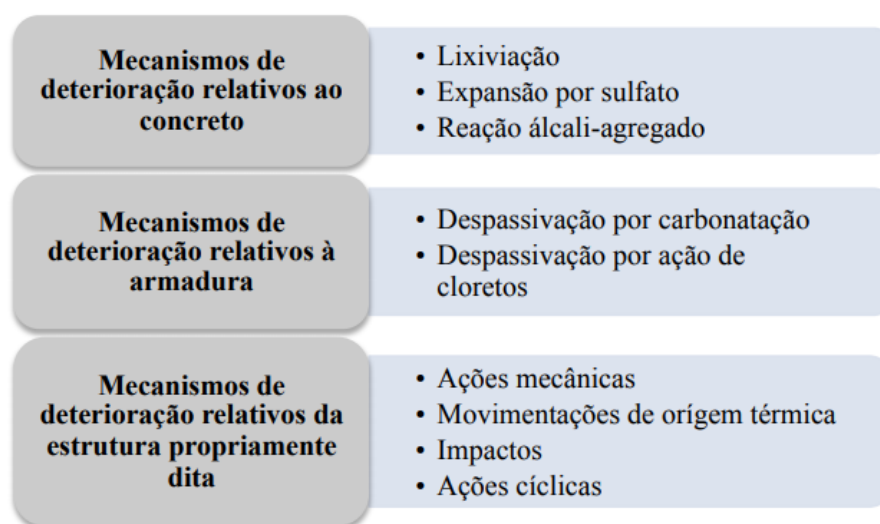 Mecanismos de
deterioração relativos ao
concreto
• Lixiviação
• Expansão por sulfato
• Reação álcali-agregado
Mecanismos de
deterioração relativos à
armadura
• Despassivação por carbonatação
• Despassivação por ação de
cloretos
Mecanismos de
deterioração relativos da
estrutura propriamente
dita
• Ações mecânicas
• Movimentações de orígem térmica
• Impactos
• Ações cíclicas